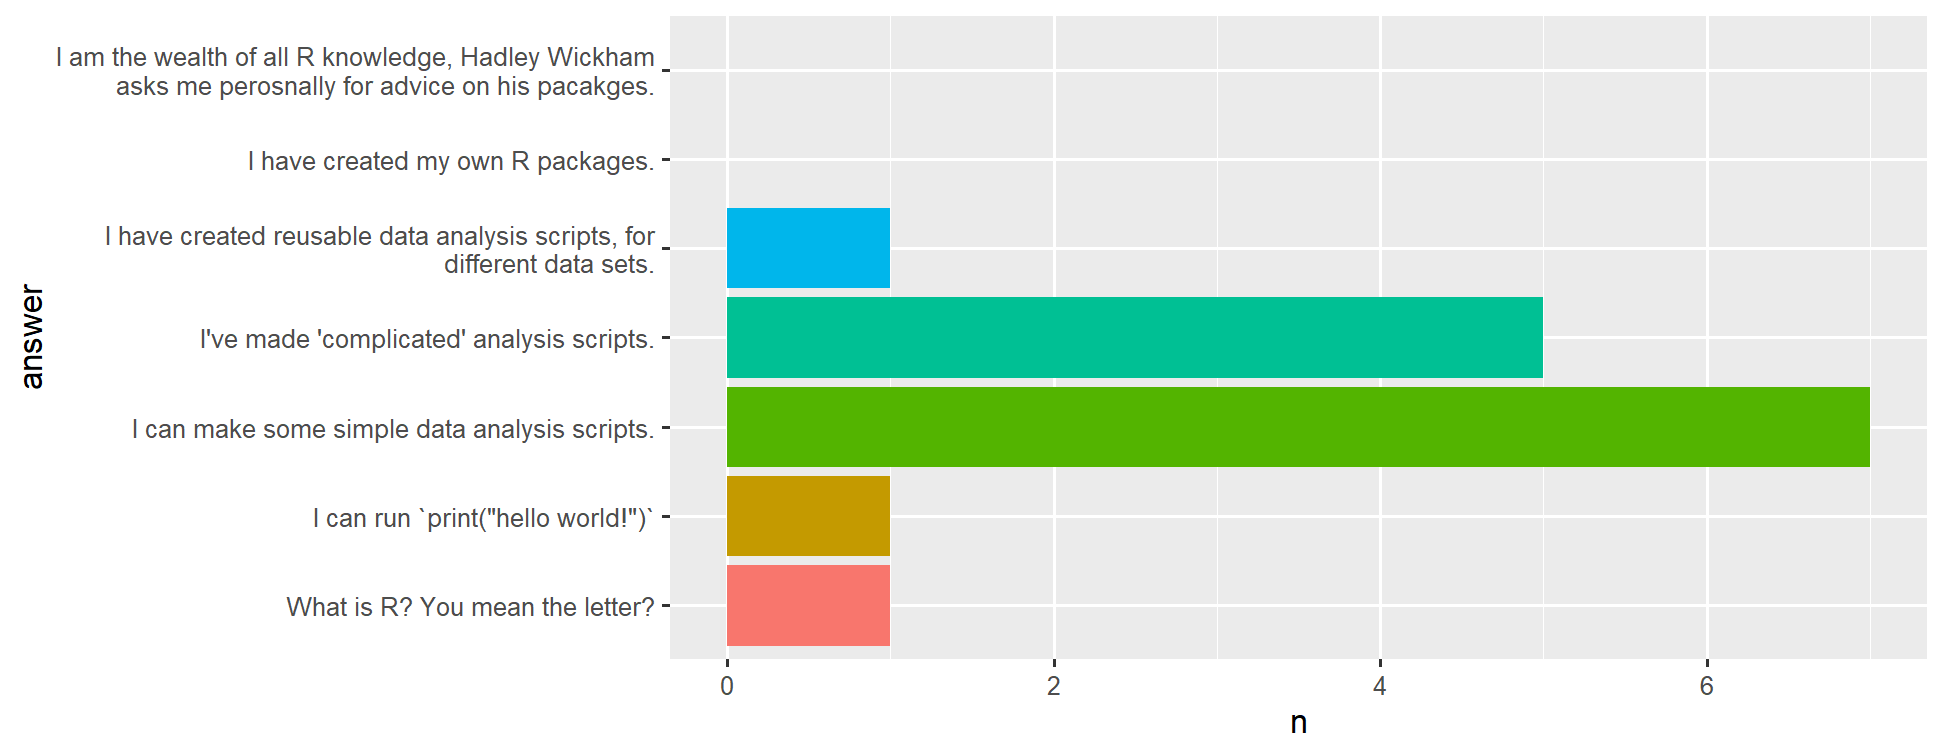 I am the wealth of all R knowledge, Hadley Wickham
asks me perosnally for advice on his pacakges.
I have created my own R packages.
I have created reusable data analysis scripts, for
different data sets.
I've made 'complicated' analysis scripts.
I can make some simple data analysis scripts.
I can run `print("hello world!")`
What is R? You mean the letter?
answer
0 2 4 6
n